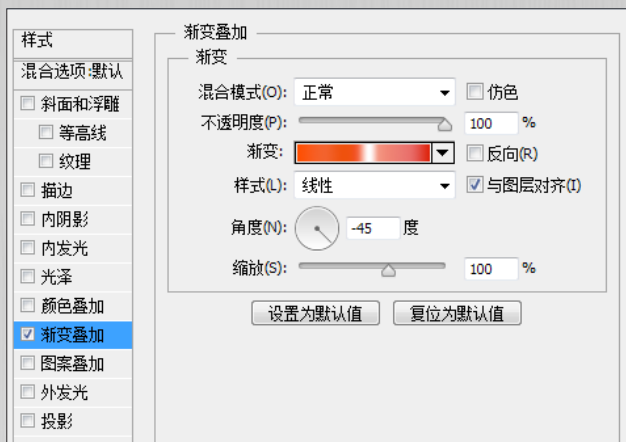 样式
混合选项:默认
斜面和浮雕
等高线
纹理
描边
内阴影
内发光
光泽
颜色叠加
渐变叠加
图案叠加
外发光
投影
渐变叠加
渐变
混合模式(O): 正常 仿色
不透明度(P): 100 %
渐变: 反向(R)
样式(L): 线性 与图层对齐(I)
角度(N): -45 度
缩放(S): 100 %
设置为默认值 复位为默认值